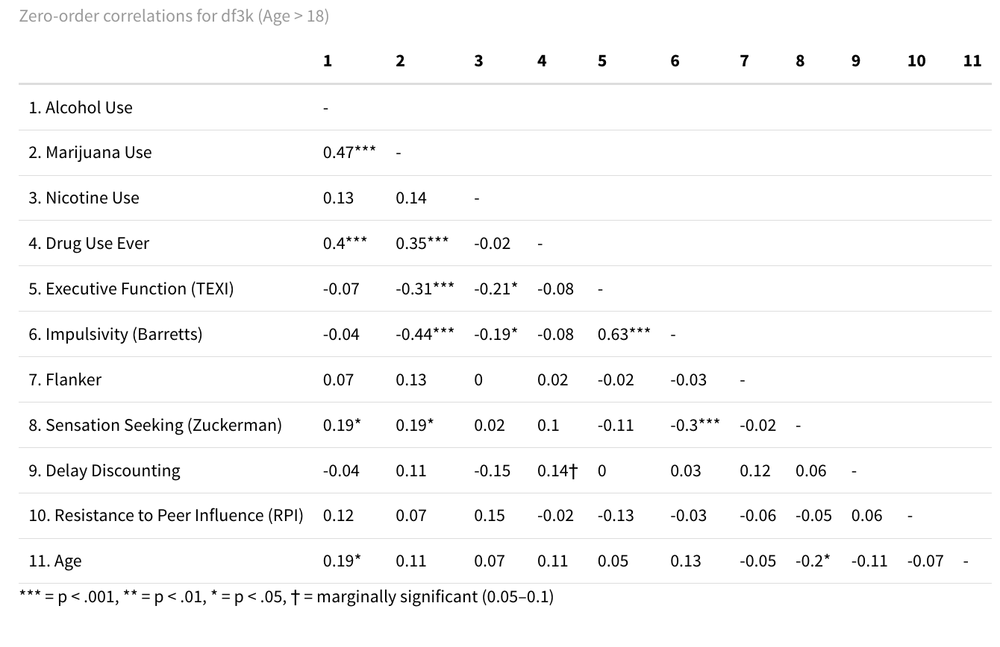 Zero-order correlations for df3k (Age > 18)
1 2 3 4 5 6 7 8 9 10 11
1. Alcohol Use -
2. Marijuana Use 0.47*** -
3. Nicotine Use 0.13 0.14 -
4. Drug Use Ever 0.4*** 0.35*** -0.02 -
5. Executive Function (TEXI) -0.07 -0.31*** -0.21* -0.08 -
6. Impulsivity (Barretts) -0.04 -0.44*** -0.19* -0.08 0.63*** -
7. Flanker 0.07 0.13 0 0.02 -0.02 -0.03 -
8. Sensation Seeking (Zuckerman) 0.19* 0.19* 0.02 0.1 -0.11 -0.3*** -0.02 -
9. Delay Discounting -0.04 0.11 -0.15 0.14† 0 0.03 0.12 0.06 -
10. Resistance to Peer Influence (RPI) 0.12 0.07 0.15 -0.02 -0.13 -0.03 -0.06 -0.05 0.06 -
11. Age 0.19* 0.11 0.07 0.11 0.05 0.13 -0.05 -0.2* -0.11 -0.07 -
*** = p < .001, ** = p < .01, * = p < .05, † = marginally significant (0.05–0.1)